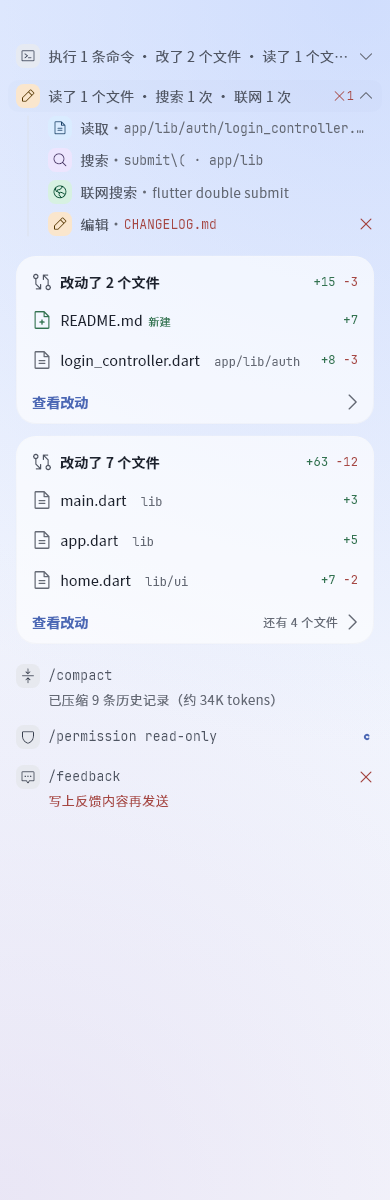 执行 1 条命令 · 改了 2 个文件 · 读了 1 个文…
读了 1 个文件 · 搜索 1 次 · 联网 1 次 ×1
读取 · app/lib/auth/login_controller.…
搜索 · submit\( · app/lib
联网搜索 · flutter double submit
编辑 · CHANGELOG.md
改动了 2 个文件 +15 -3
README.md 新建 +7
login_controller.dart app/lib/auth +8 -3
查看改动
改动了 7 个文件 +63 -12
main.dart lib +3
app.dart lib +5
home.dart lib/ui +7 -2
查看改动 还有 4 个文件
/compact
已压缩 9 条历史记录（约 34K tokens）
/permission read-only
/feedback
写上反馈内容再发送